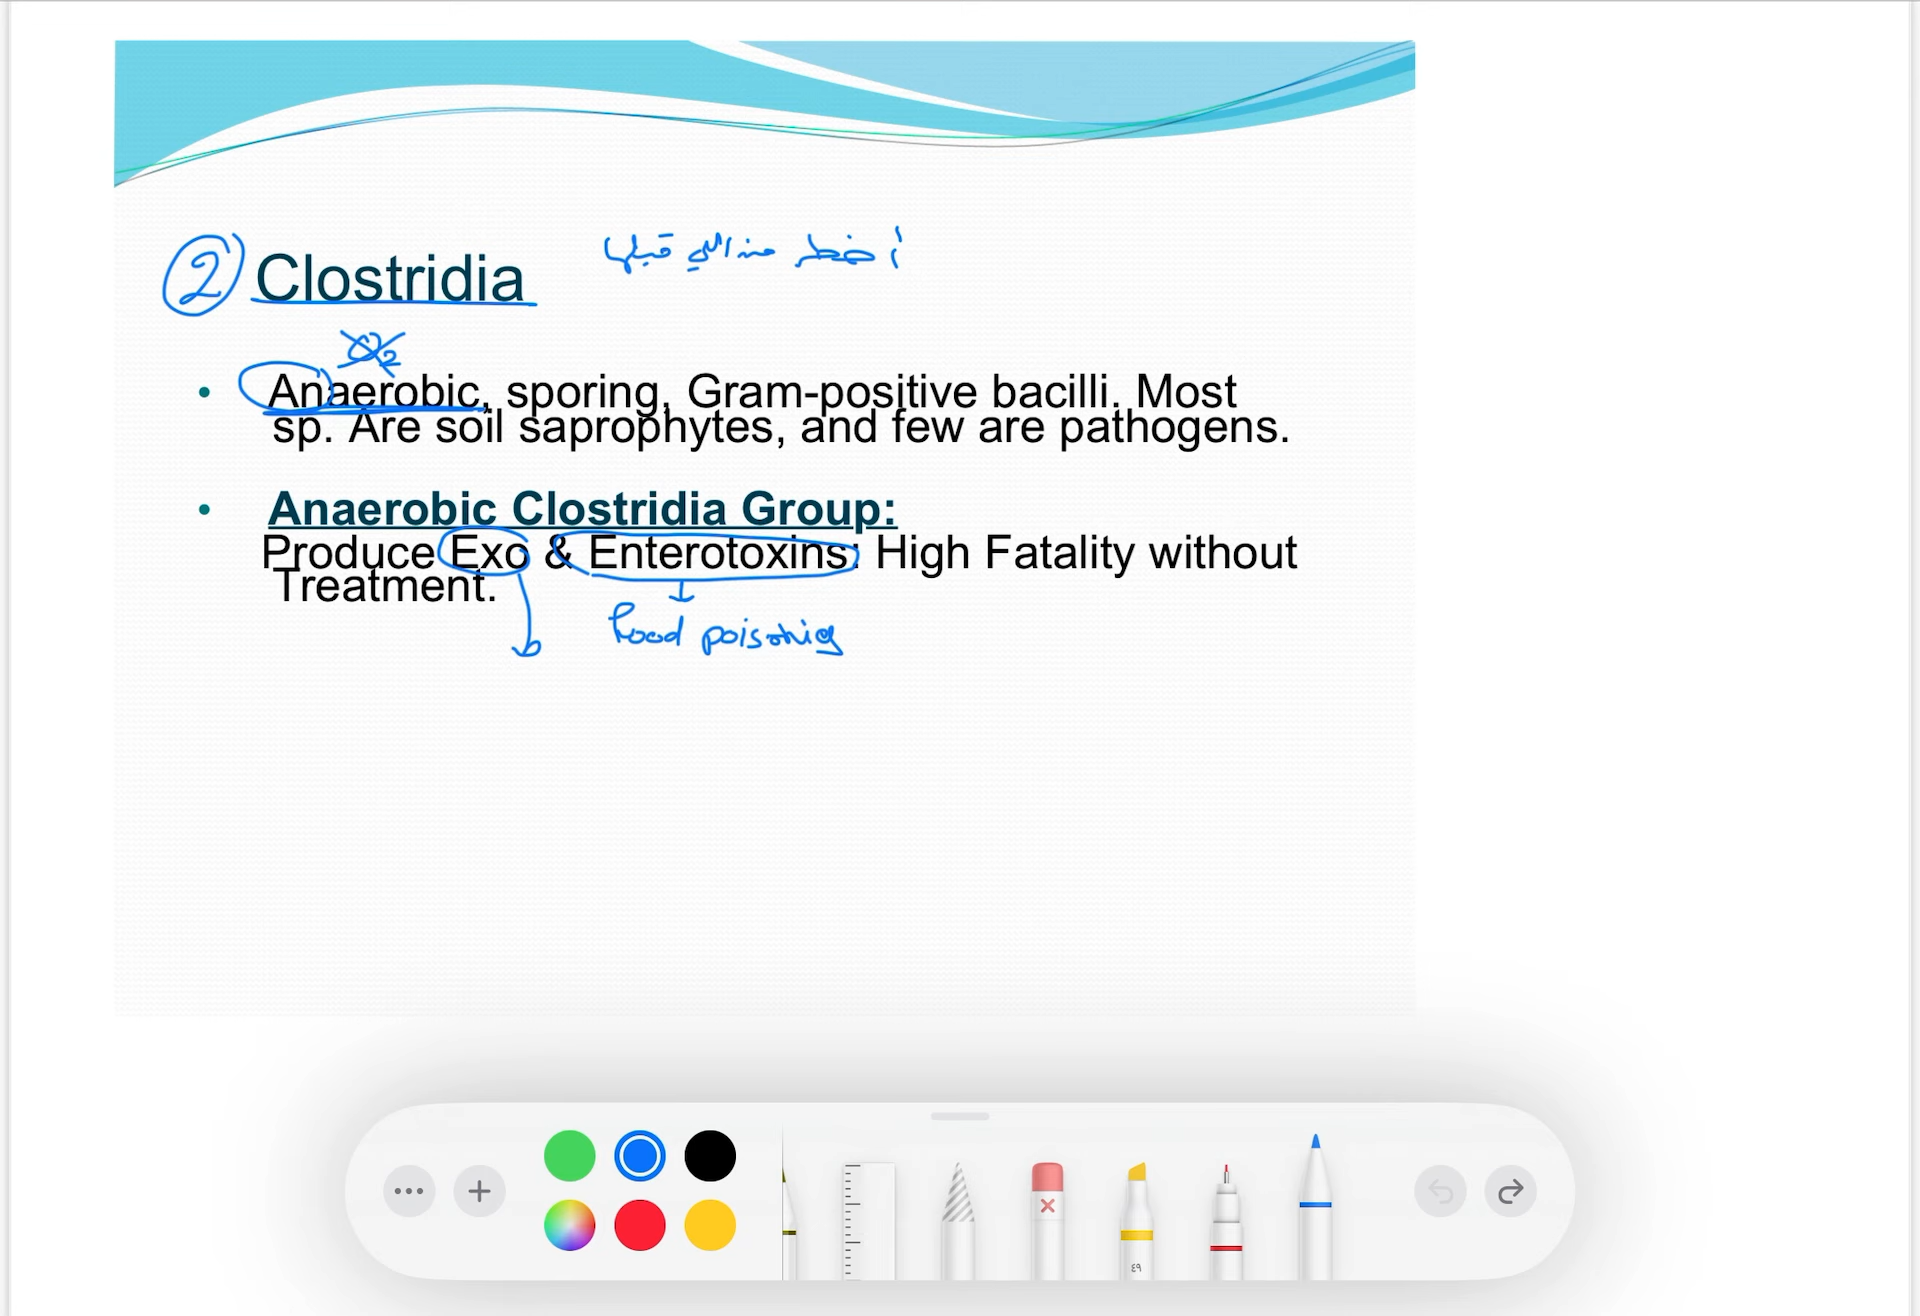 أخطر من اللي قبلها
② Clostridia
O2
• Anaerobic, sporing, Gram-positive bacilli. Most
sp. Are soil saprophytes, and few are pathogens.
• Anaerobic Clostridia Group:
Produce Exo & Enterotoxins: High Fatality without
Treatment.
food poisoning
٤٩